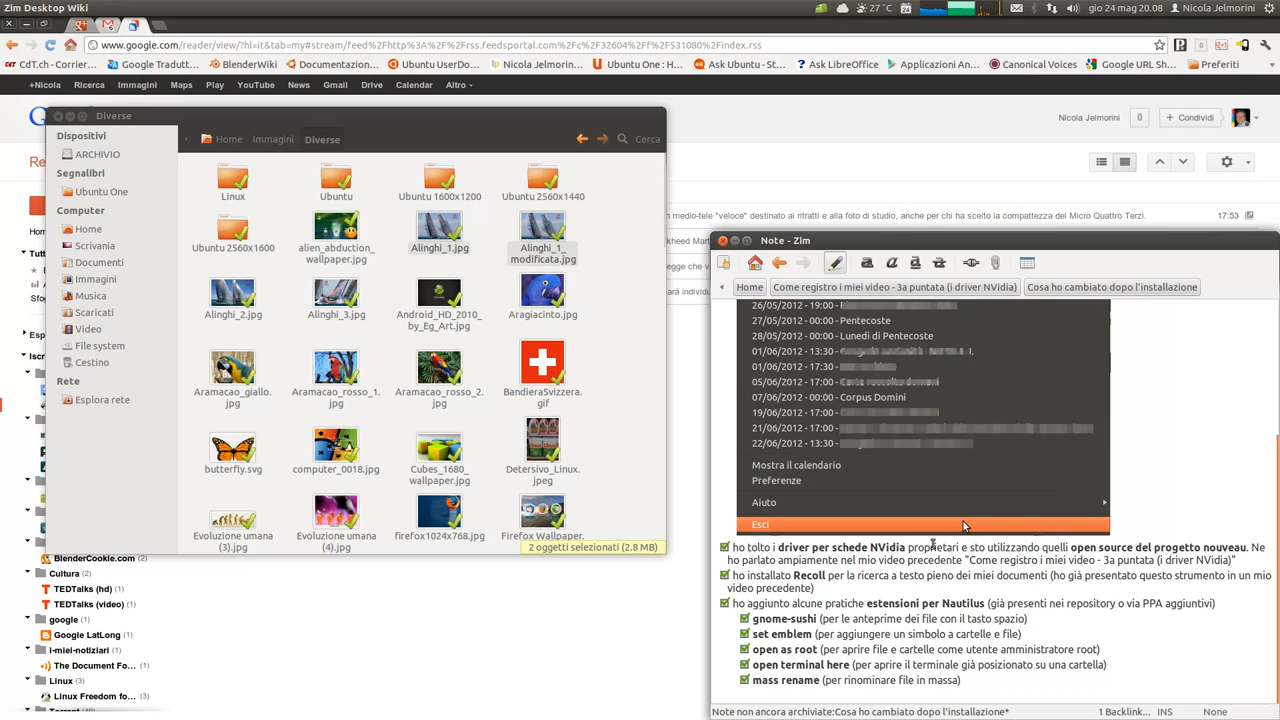 Zim Desktop Wiki
27 °C
gio 24 mag 20.08
Nicola Jelmorini
www.google.com/reader/view/?hl=it&tab=my#stream/feed%2Fhttp%3A%2F%2Frss.feedsportal.com%2Fc%2F32604%2Ff%2F531080%2Findex.rss
CdT.ch - Corrier...
Google Traduttt...
BlenderWiki
Documentazion...
Ubuntu UserDo...
Nicola Jelmorin...
Ubuntu One : H...
Ask Ubuntu - St...
Ask LibreOffice
Applicazioni An...
Canonical Voices
Google URL Sh...
Preferiti
+Nicola
Ricerca
Immagini
Maps
Play
YouTube
News
Gmail
Drive
Calendar
Altro
Nicola Jelmorini
0
+ Condividi
Diverse
Dispositivi
ARCHIVIO
Segnalibri
Ubuntu One
Computer
Home
Scrivania
Documenti
Immagini
Musica
Scaricati
Video
File system
Cestino
Rete
Esplora rete
Home
Immagini
Diverse
Cerca
Linux
Ubuntu
Ubuntu 1600x1200
Ubuntu 2560x1440
Ubuntu 2560x1600
alien_abduction_
wallpaper.jpg
Alinghi_1.jpg
Alinghi_1_
modificata.jpg
Alinghi_2.jpg
Alinghi_3.jpg
Android_HD_2010_
by_Eg_Art.jpg
Aragiacinto.jpg
Aramacao_giallo.
jpg
Aramacao_rosso_1.
jpg
Aramacao_rosso_2.
jpg
BandieraSvizzera.
gif
butterfly.svg
computer_0018.jpg
Cubes_1680_
wallpaper.jpg
Detersivo_Linux.
jpeg
Evoluzione umana
(3).jpg
Evoluzione umana
(4).jpg
firefox1024x768.jpg
Firefox Wallpaper.
2 oggetti selezionati (2.8 MB)
n medio-tele "veloce" destinato ai ritratti e alla foto di studio, anche per chi ha scelto la compattezza del Micro Quattro Terzi.
17:53
BlenderCookie.com
Cultura (3)
TEDTalks (hd) (1)
TEDTalks (video) (1)
google (1)
Google LatLong (1)
i-miei-notiziari (1)
The Document Fo... (1)
Linux (3)
Linux Freedom fo... (3)
Note - Zim
Home
Come registro i miei video - 3a puntata (i driver NVidia)
Cosa ho cambiato dopo l'installazione
26/05/2012 - 19:00 -
27/05/2012 - 00:00 - Pentecoste
28/05/2012 - 00:00 - Lunedì di Pentecoste
01/06/2012 - 13:30 -
01/06/2012 - 17:30 -
05/06/2012 - 17:00 -
07/06/2012 - 00:00 - Corpus Domini
19/06/2012 - 17:00 -
21/06/2012 - 17:00 -
22/06/2012 - 13:30 -
Mostra il calendario
Preferenze
Aiuto
Esci
ho tolti i driver per schede NVidia proprietari e sto utilizzando quelli open source del progetto nouveau. Ne
ho parlato ampiamente nel mio video precedente "Come registro i miei video - 3a puntata (i driver NVidia)"
ho installato Recoll per la ricerca a testo pieno dei miei documenti (ho già presentato questo strumento in un mio
video precedente)
ho aggiunto alcune pratiche estensioni per Nautilus (già presenti nei repository o via PPA aggiuntivi)
gnome-sushi (per le anteprime dei file con il tasto spazio)
set emblem (per aggiungere un simbolo a cartelle e file)
open as root (per aprire file e cartelle come utente amministratore root)
open terminal here (per aprire il terminale già posizionato su una cartella)
mass rename (per rinominare file in massa)
Note non ancora archiviate:Cosa ho cambiato dopo l'installazione*
1 Backlink...
INS
None